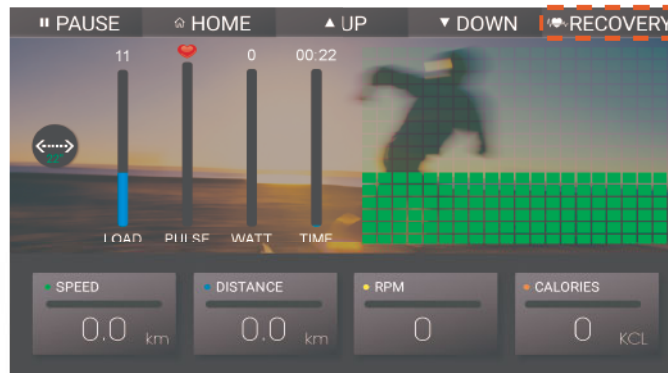 PAUSE HOME UP DOWN RECOVERY
11 0 00:22
22"
LOAD PULSE WATT TIME
SPEED DISTANCE RPM CALORIES
0.0 km 0.0 km 0 0 KCL